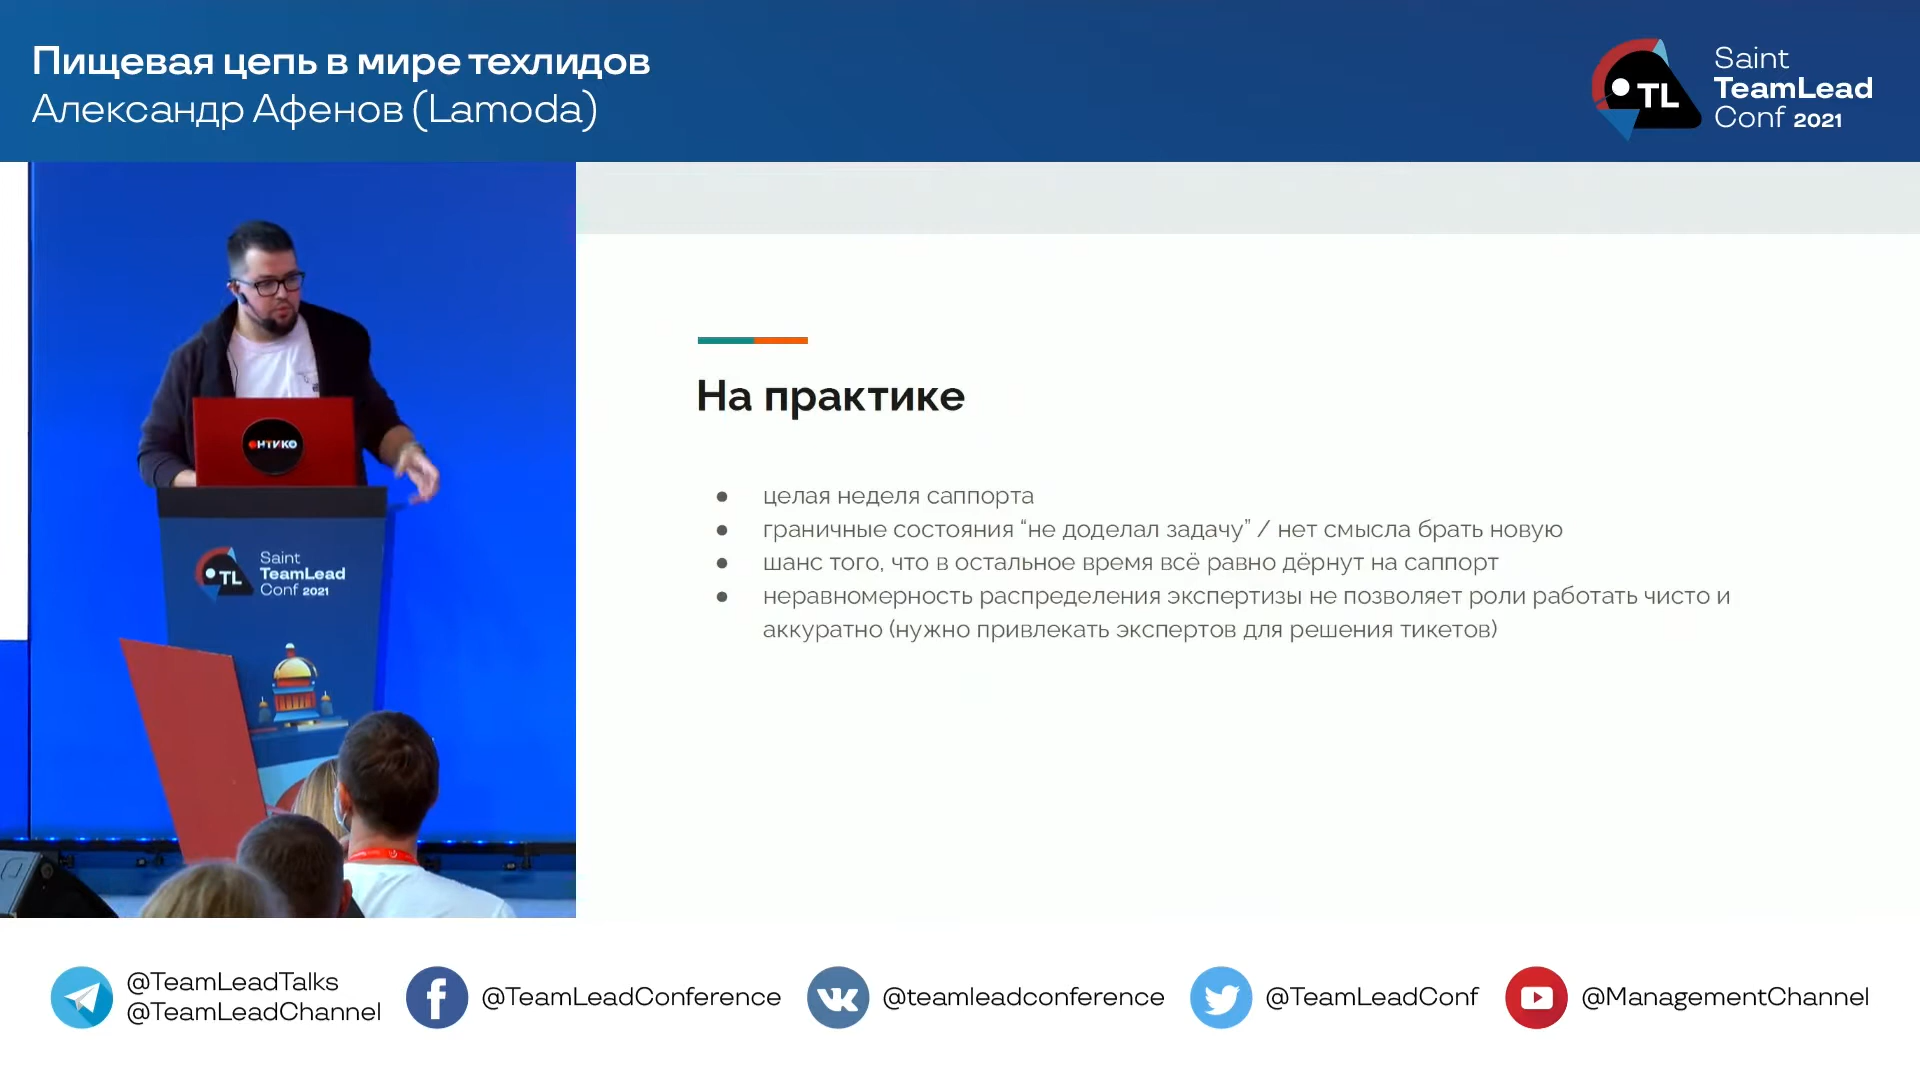 Пищевая цепь в мире техлидов
Александр Афенов (Lamoda)
TL
Saint
TeamLead
Conf 2021
ОНТИКО
TL
Saint
TeamLead
Conf 2021
На практике
● целая неделя саппорта
● граничные состояния “не доделал задачу” / нет смысла брать новую
● шанс того, что в остальное время всё равно дёрнут на саппорт
● неравномерность распределения экспертизы не позволяет роли работать чисто и
аккуратно (нужно привлекать экспертов для решения тикетов)
@TeamLeadTalks
@TeamLeadChannel
@TeamLeadConference
@teamleadconference
@TeamLeadConf
@ManagementChannel